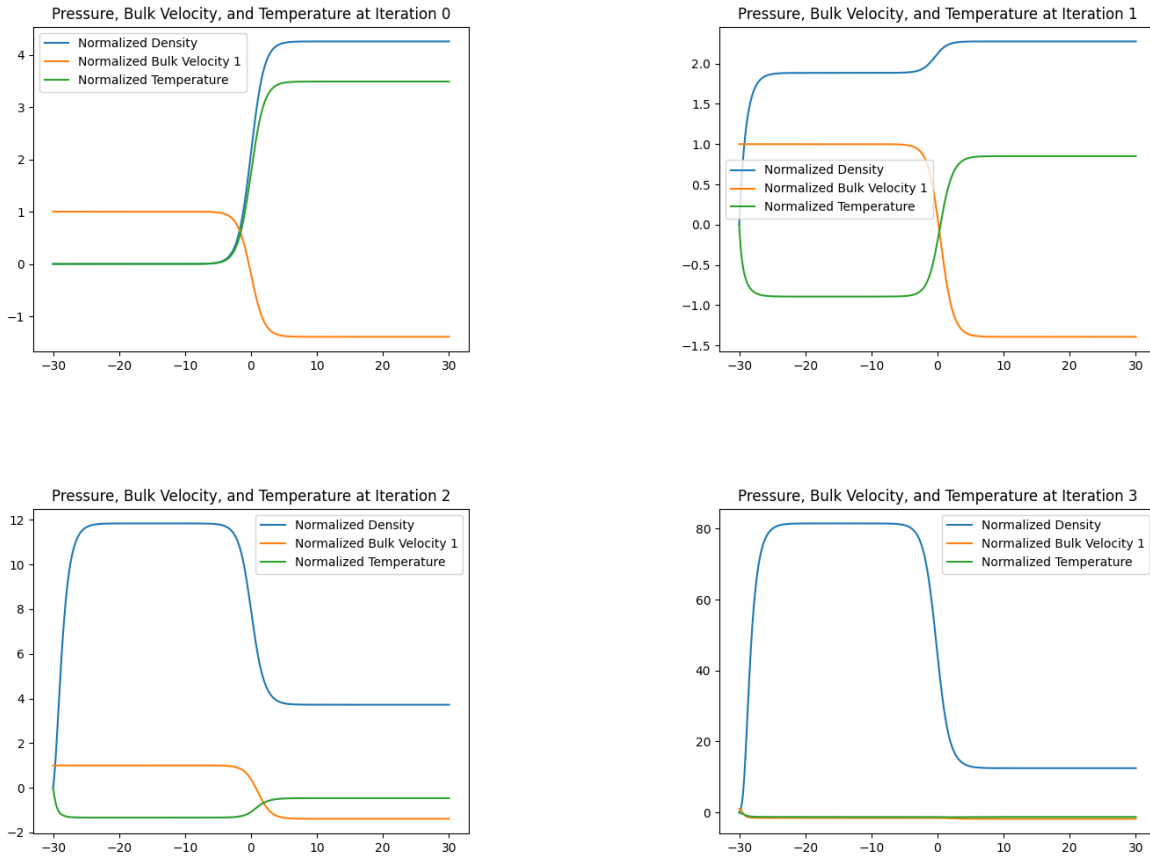 Pressure, Bulk Velocity, and Temperature at Iteration 0
Normalized Density
Normalized Bulk Velocity 1
Normalized Temperature
4
3
2
1
0
−1
−30 −20 −10 0 10 20 30
Pressure, Bulk Velocity, and Temperature at Iteration 1
2.0
1.5
1.0
0.5
0.0
−0.5
−1.0
−1.5
Normalized Density
Normalized Bulk Velocity 1
Normalized Temperature
−30 −20 −10 0 10 20 30
Pressure, Bulk Velocity, and Temperature at Iteration 2
12
10
8
6
4
2
0
−2
Normalized Density
Normalized Bulk Velocity 1
Normalized Temperature
−30 −20 −10 0 10 20 30
Pressure, Bulk Velocity, and Temperature at Iteration 3
80
60
40
20
0
Normalized Density
Normalized Bulk Velocity 1
Normalized Temperature
−30 −20 −10 0 10 20 30